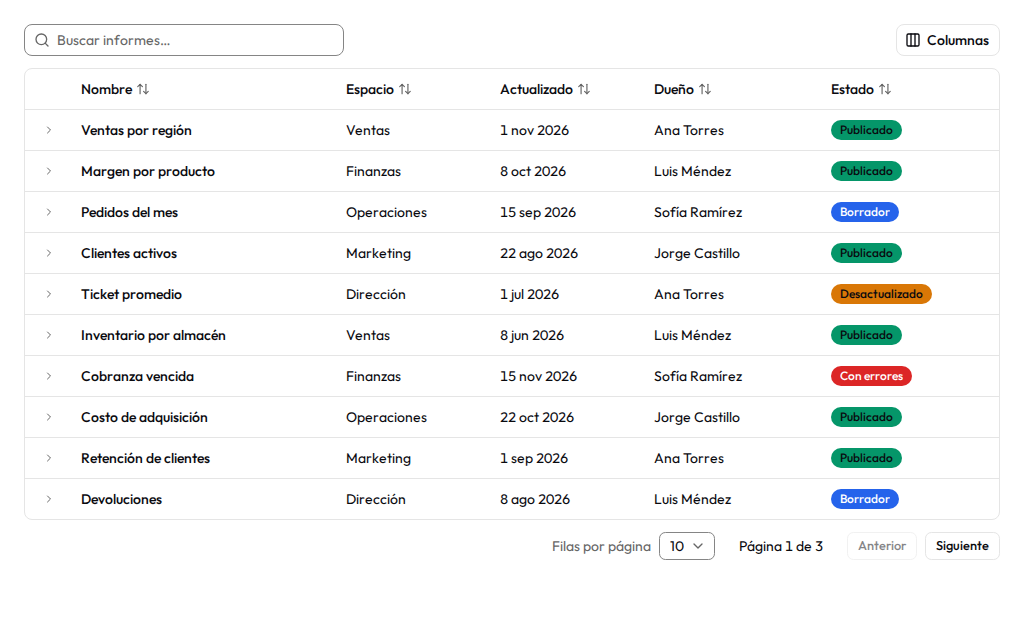 Buscar informes... Columnas
Nombre Espacio Actualizado Dueño Estado
Ventas por región Ventas 1 nov 2026 Ana Torres Publicado
Margen por producto Finanzas 8 oct 2026 Luis Méndez Publicado
Pedidos del mes Operaciones 15 sep 2026 Sofía Ramírez Borrador
Clientes activos Marketing 22 ago 2026 Jorge Castillo Publicado
Ticket promedio Dirección 1 jul 2026 Ana Torres Desactualizado
Inventario por almacén Ventas 8 jun 2026 Luis Méndez Publicado
Cobranza vencida Finanzas 15 nov 2026 Sofía Ramírez Con errores
Costo de adquisición Operaciones 22 oct 2026 Jorge Castillo Publicado
Retención de clientes Marketing 1 sep 2026 Ana Torres Publicado
Devoluciones Dirección 8 ago 2026 Luis Méndez Borrador
Filas por página 10 Página 1 de 3 Anterior Siguiente